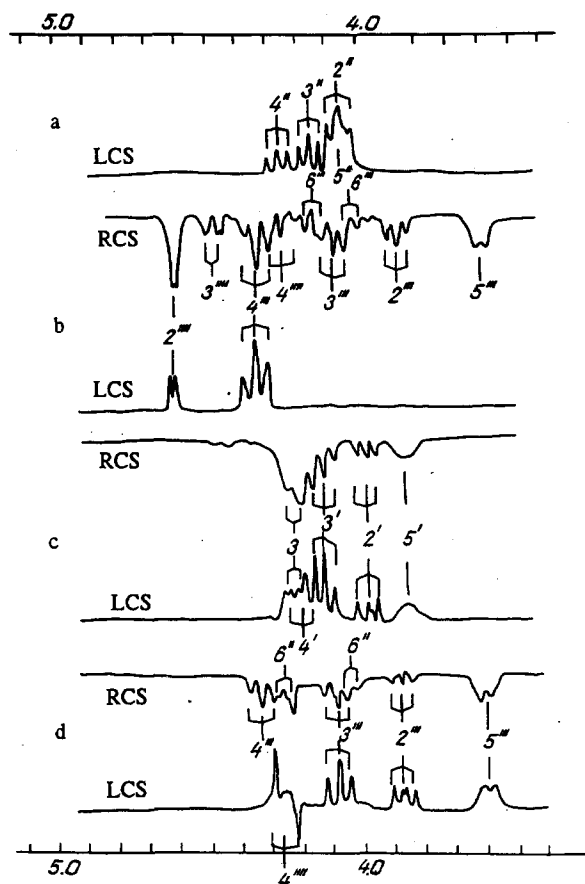 5.0 4.0
2"
3"
4"
a
LCS
6" 5" 6"'
RCS
3"" 4"' 4"" 3"' 2"' 5"'
b
2""
LCS
RCS
3 3' 2' 5'
c
LCS
4'
6" 6"
RCS
4"' 3"' 2"' 5"'
d
LCS
5.0 4"" 4.0